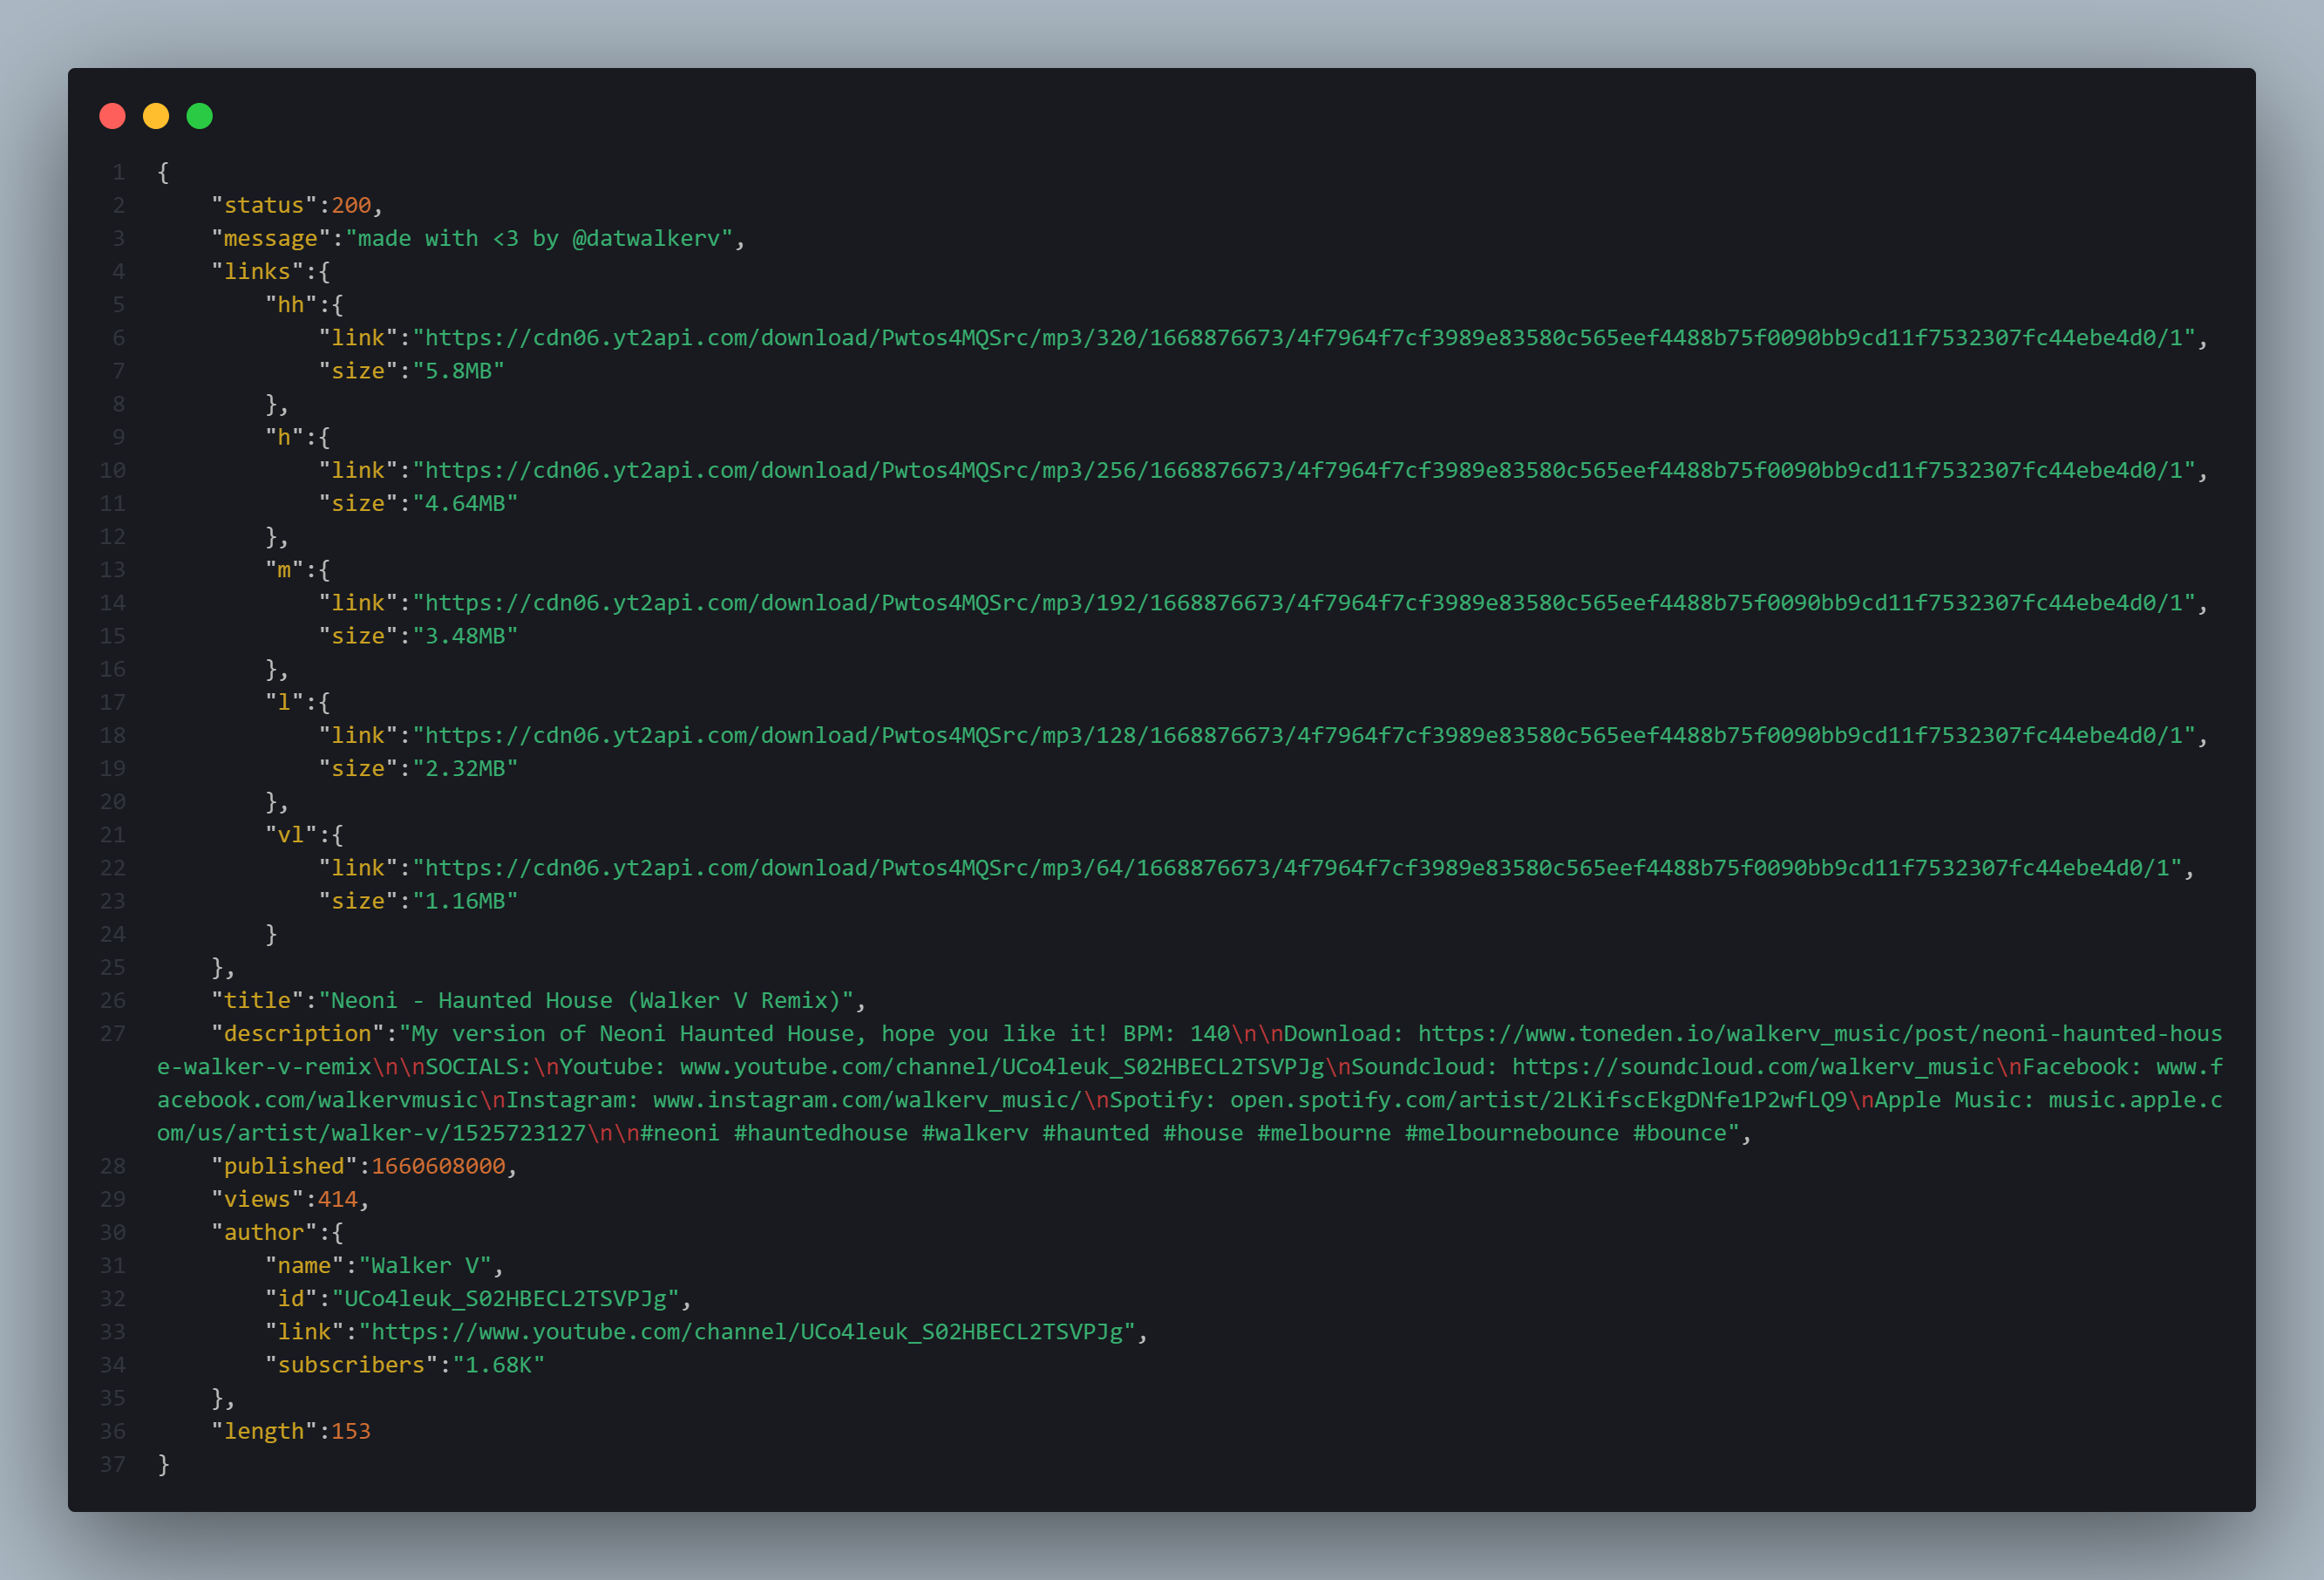 1 {
2     "status":200,
3     "message":"made with <3 by @datwalkerv",
4     "links":{
5         "hh":{
6             "link":"https://cdn06.yt2api.com/download/Pwtos4MQSrc/mp3/320/1668876673/4f7964f7cf3989e83580c565eef4488b75f0090bb9cd11f7532307fc44ebe4d0/1",
7             "size":"5.8MB"
8         },
9         "h":{
10             "link":"https://cdn06.yt2api.com/download/Pwtos4MQSrc/mp3/256/1668876673/4f7964f7cf3989e83580c565eef4488b75f0090bb9cd11f7532307fc44ebe4d0/1",
11             "size":"4.64MB"
12         },
13         "m":{
14             "link":"https://cdn06.yt2api.com/download/Pwtos4MQSrc/mp3/192/1668876673/4f7964f7cf3989e83580c565eef4488b75f0090bb9cd11f7532307fc44ebe4d0/1",
15             "size":"3.48MB"
16         },
17         "l":{
18             "link":"https://cdn06.yt2api.com/download/Pwtos4MQSrc/mp3/128/1668876673/4f7964f7cf3989e83580c565eef4488b75f0090bb9cd11f7532307fc44ebe4d0/1",
19             "size":"2.32MB"
20         },
21         "vl":{
22             "link":"https://cdn06.yt2api.com/download/Pwtos4MQSrc/mp3/64/1668876673/4f7964f7cf3989e83580c565eef4488b75f0090bb9cd11f7532307fc44ebe4d0/1",
23             "size":"1.16MB"
24         }
25     },
26     "title":"Neoni - Haunted House (Walker V Remix)",
27     "description":"My version of Neoni Haunted House, hope you like it! BPM: 140\n\nDownload: https://www.toneden.io/walkerv_music/post/neoni-haunted-hous
e-walker-v-remix\n\nSOCIALS:\nYoutube: www.youtube.com/channel/UCo4leuk_S02HBECL2TSVPJg\nSoundcloud: https://soundcloud.com/walkerv_music\nFacebook: www.f
acebook.com/walkervmusic\nInstagram: www.instagram.com/walkerv_music/\nSpotify: open.spotify.com/artist/2LKifscEkgDNfe1P2wfLQ9\nApple Music: music.apple.c
om/us/artist/walker-v/1525723127\n\n#neoni #hauntedhouse #walkerv #haunted #house #melbourne #melbournebounce #bounce",
28     "published":1660608000,
29     "views":414,
30     "author":{
31         "name":"Walker V",
32         "id":"UCo4leuk_S02HBECL2TSVPJg",
33         "link":"https://www.youtube.com/channel/UCo4leuk_S02HBECL2TSVPJg",
34         "subscribers":"1.68K"
35     },
36     "length":153
37 }